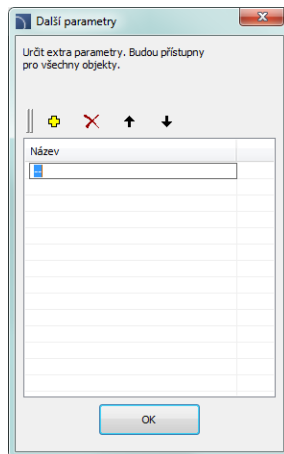 Další parametry
Určit extra parametry. Budou přístupny
pro všechny objekty.
Název
...
OK